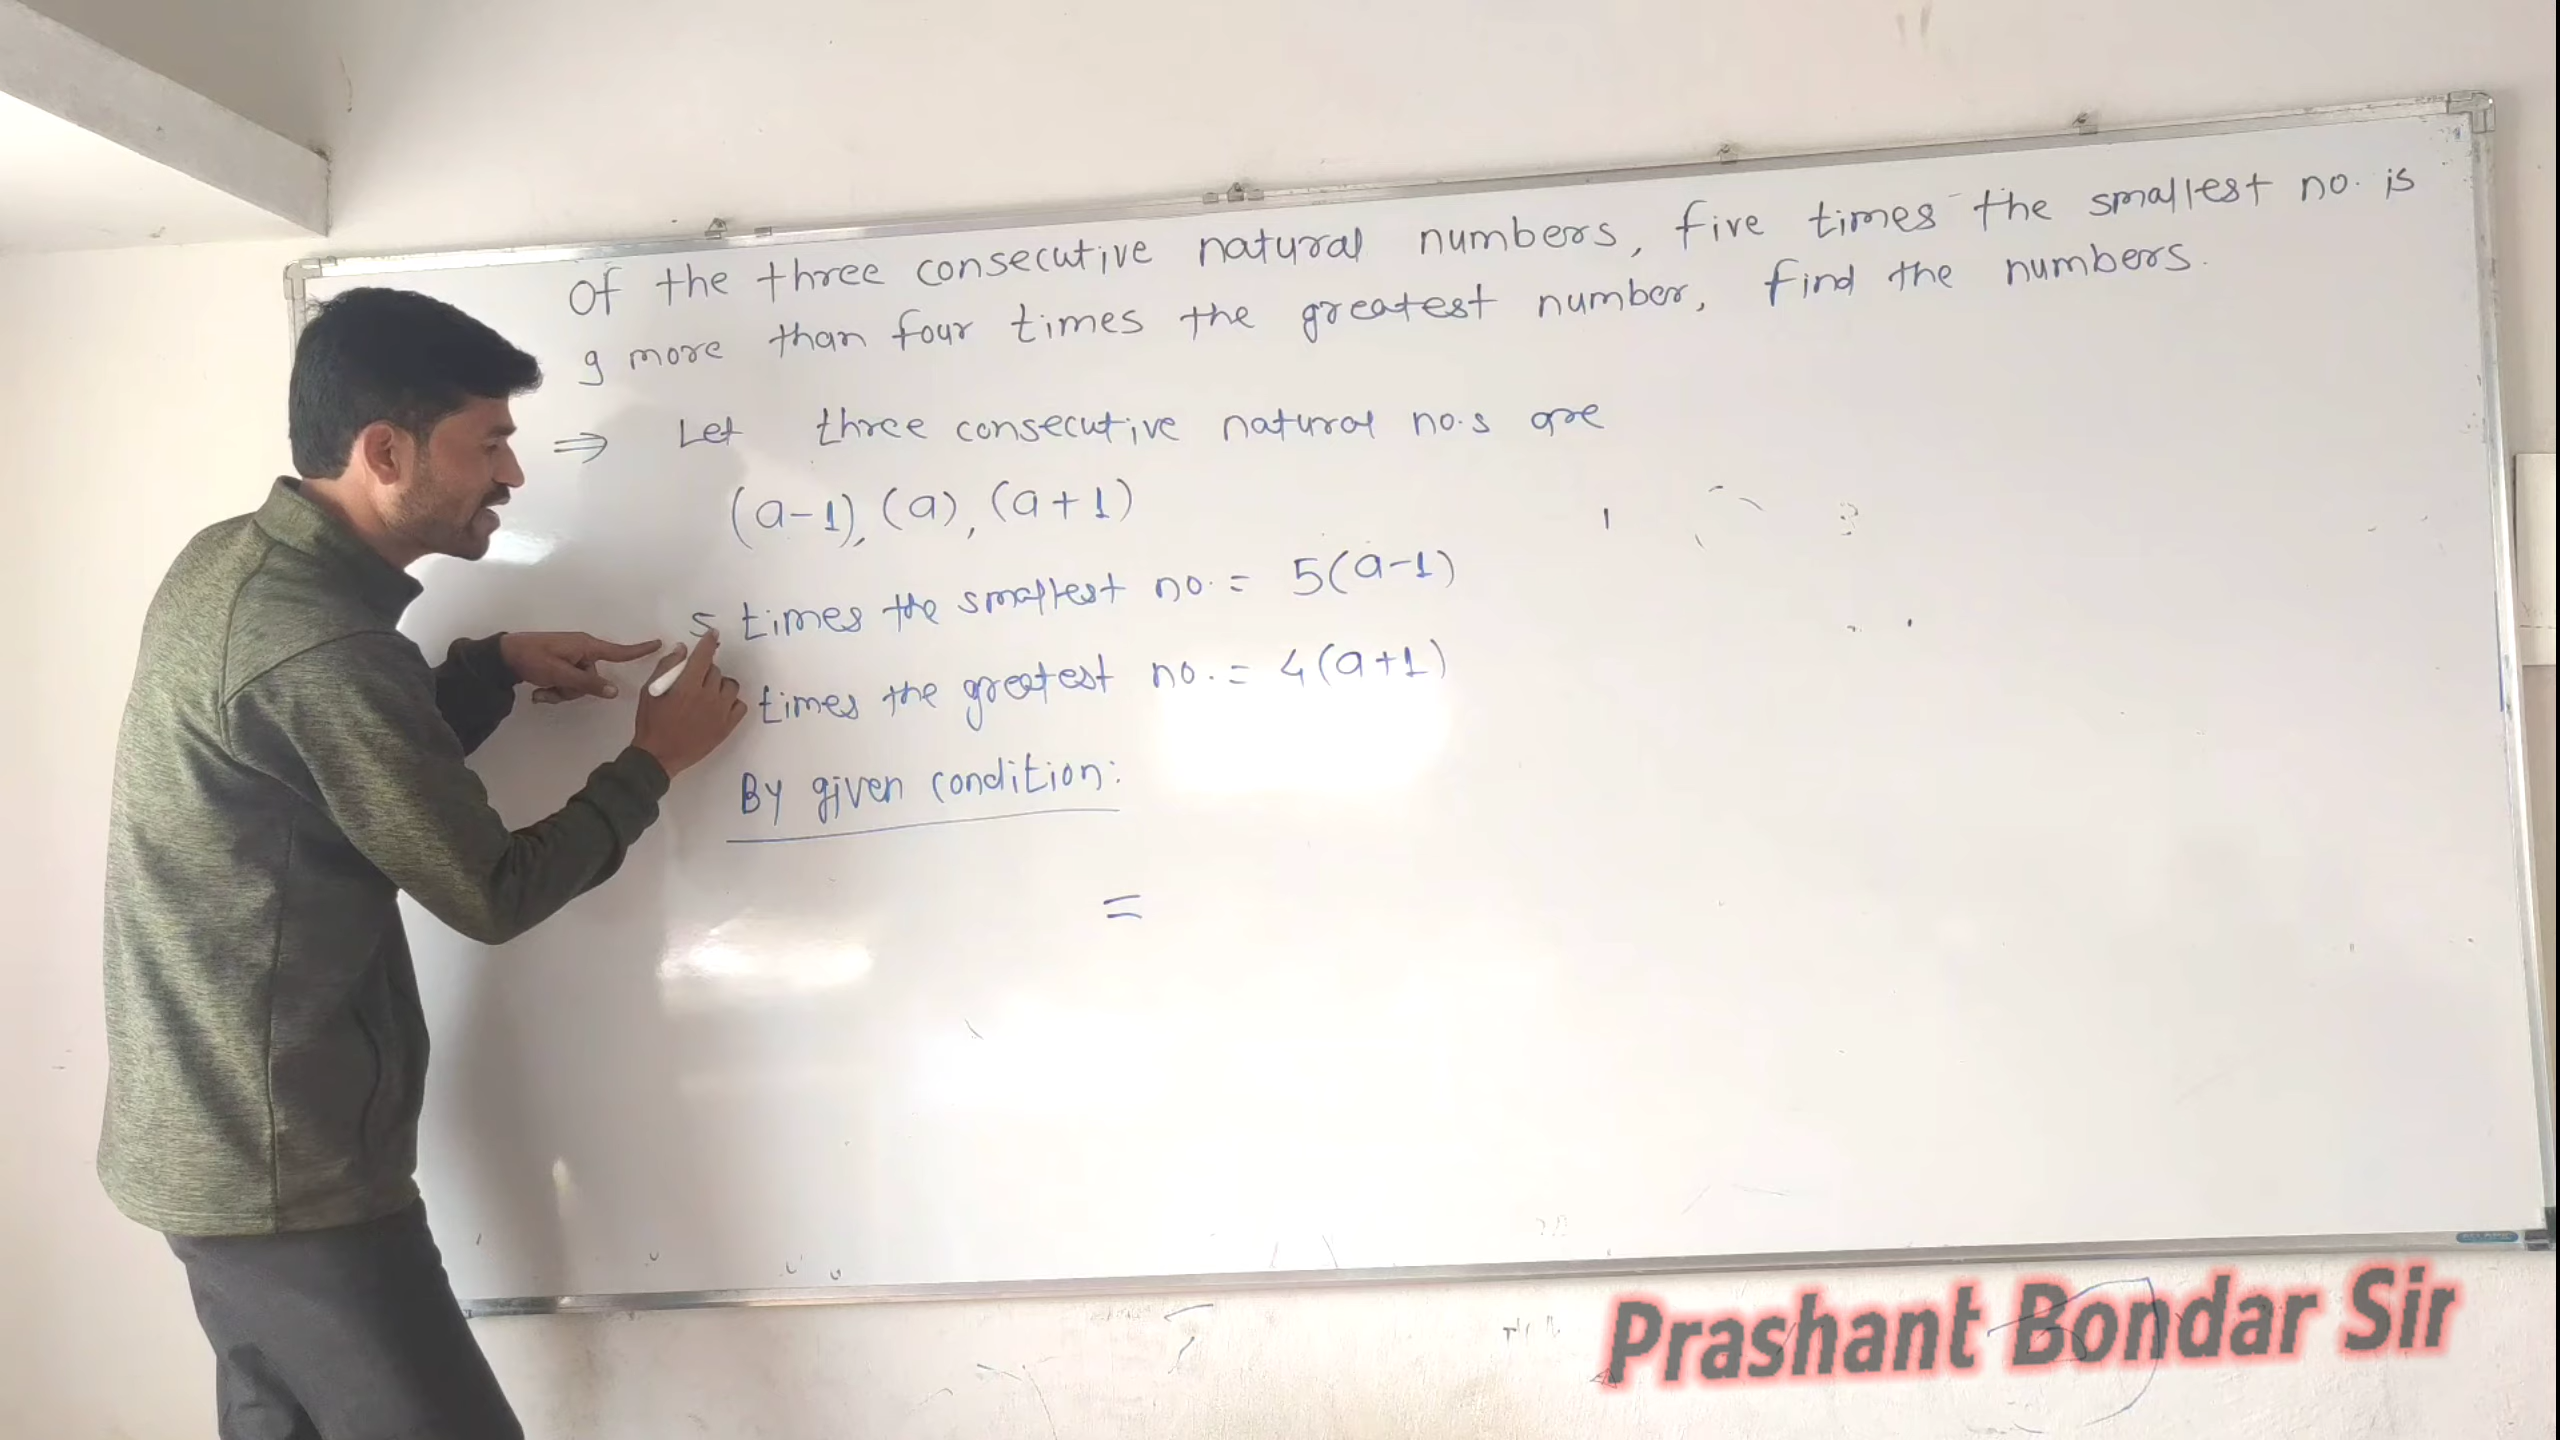 Of the three consecutive natural numbers, five times the smallest no. is
9 more than four times the greatest number, find the numbers.
⇒ Let three consecutive natural no.s are
(a-1), (a), (a+1)
5 times the smallest no. = 5(a-1)
times the greatest no. = 4(a+1)
By given condition:
=
Prashant Bondar Sir